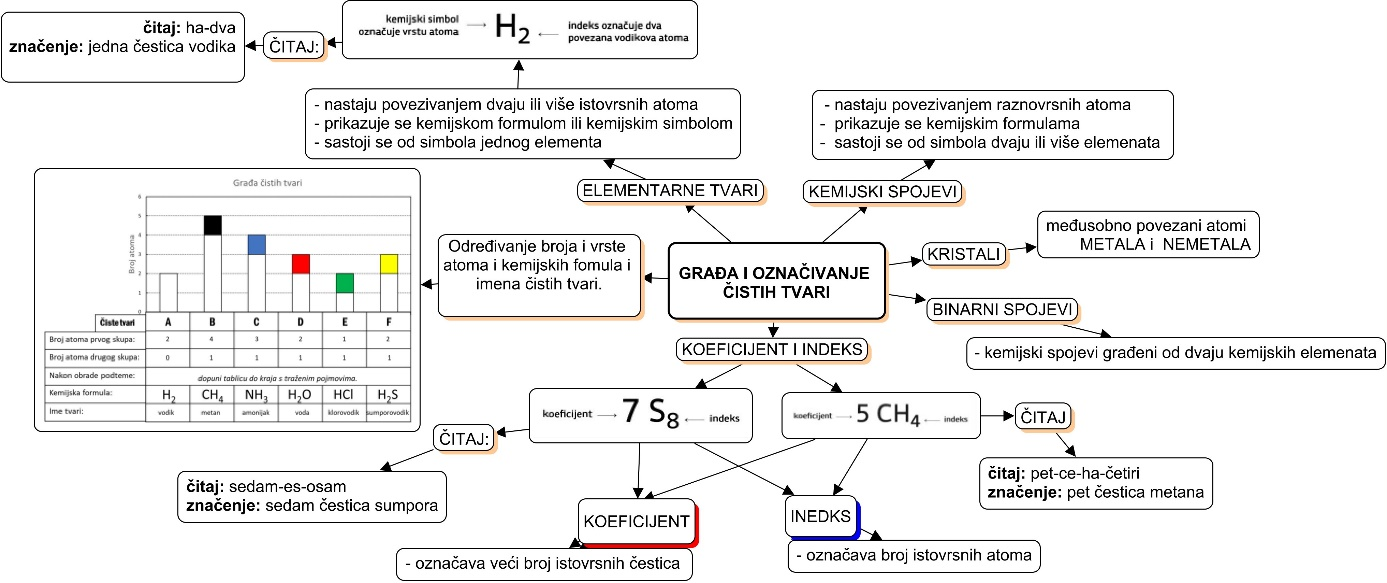 čitaj: ha-dva
značenje: jedna čestica vodika
ČITAJ:
kemijski simbol
označuje vrstu atoma
H₂
indeks označuje dva
povezana vodikova atoma
- nastaju povezivanjem dvaju ili više istovrsnih atoma
- prikazuje se kemijskom formulom ili kemijskim simbolom
- sastoji se od simbola jednog elementa
- nastaju povezivanjem raznovrsnih atoma
- prikazuje se kemijskim formulama
- sastoji se od simbola dvaju ili više elemenata
ELEMENTARNE TVARI
KEMIJSKI SPOJEVI
Građa čistih tvari
Broj atoma
6
5
4
3
2
1
0
Čiste tvari A B C D E F
Broj atoma prvog skupa: 2 4 3 2 1 2
Broj atoma drugog skupa: 0 1 1 1 1 1
Nakon obrade podteme: dopuni tablicu do kraja s traženim pojmovima.
Kemijska formula: H₂ CH₄ NH₃ H₂O HCl H₂S
Ime tvari: vodik metan amonijak voda klorovodik sumporovodik
Određivanje broja i vrste
atoma i kemijskih fomula i
imena čistih tvari.
GRAĐA I OZNAČIVANJE
ČISTIH TVARI
KRISTALI
međusobno povezani atomi
METALA i NEMETALA
BINARNI SPOJEVI
- kemijski spojevi građeni od dvaju kemijskih elemenata
KOEFICIJENT I INDEKS
koeficijent 7 S₈ indeks
koeficijent 5 CH₄ indeks
ČITAJ:
ČITAJ
čitaj: sedam-es-osam
značenje: sedam čestica sumpora
čitaj: pet-ce-ha-četiri
značenje: pet čestica metana
KOEFICIJENT
INEDKS
- označava veći broj istovrsnih čestica
- označava broj istovrsnih atoma